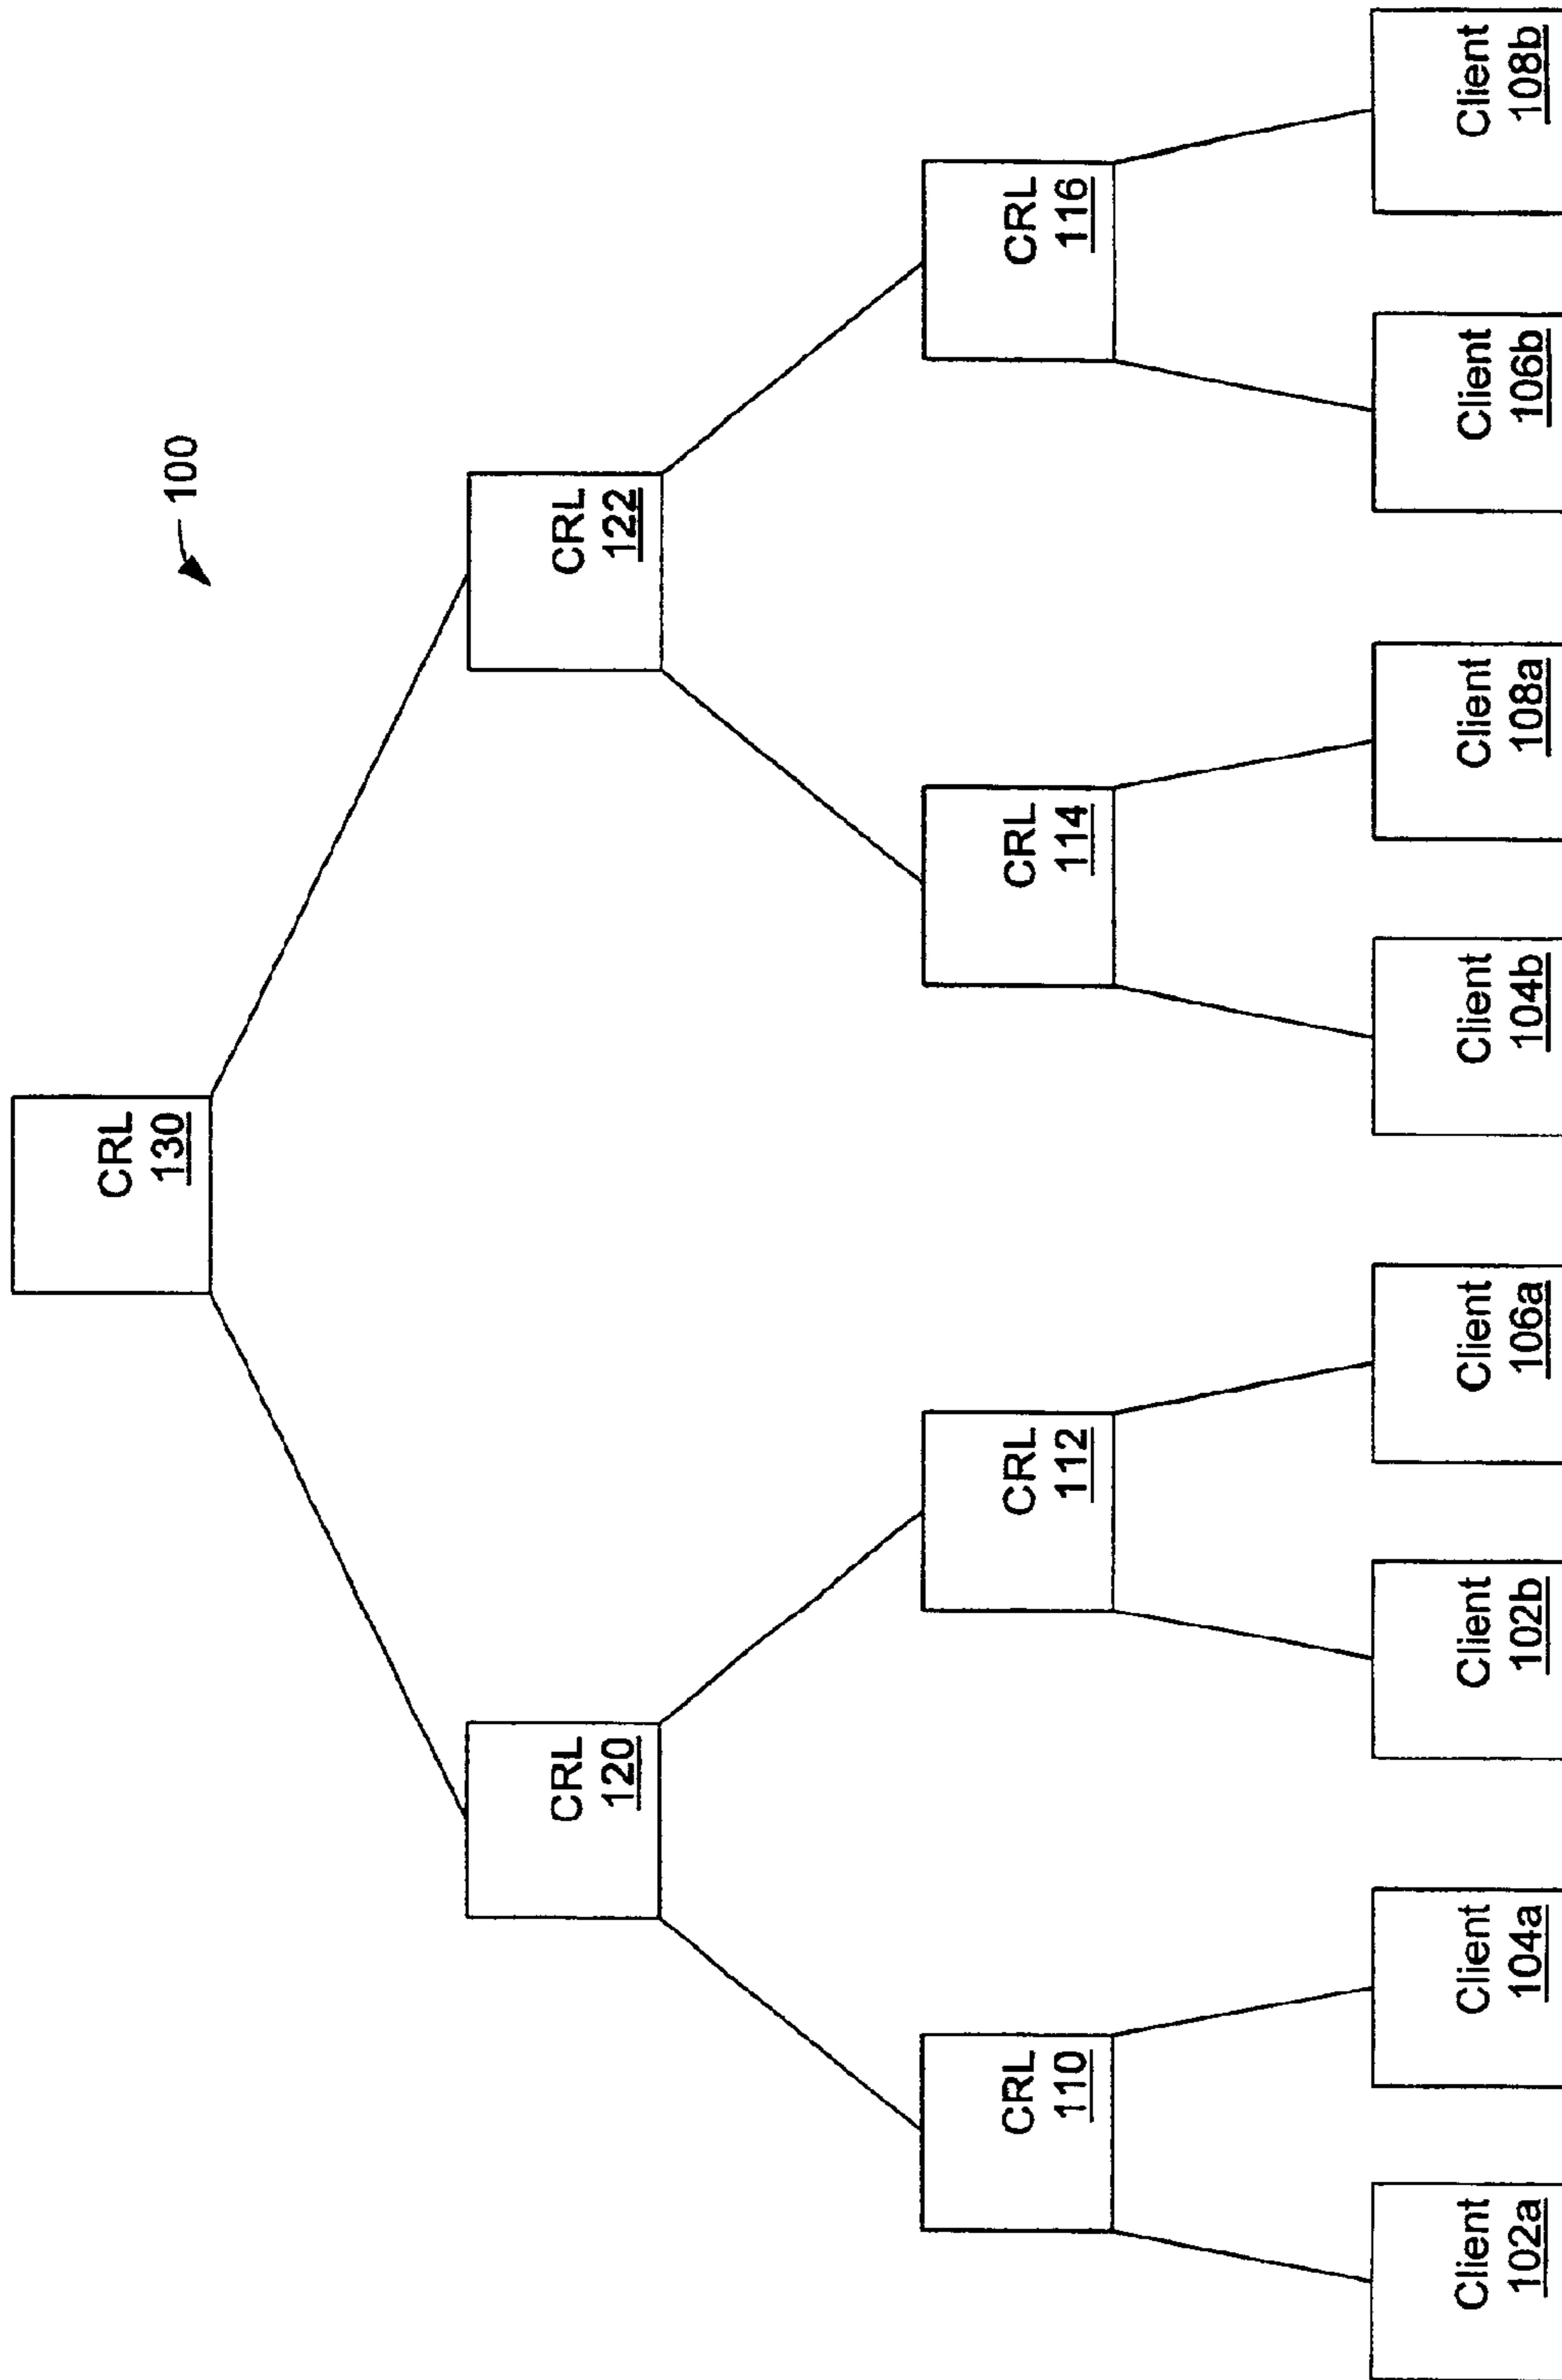 CRL
130
100
CRL
120
CRL
122
CRL
110
CRL
112
CRL
114
CRL
116
Client
102a
Client
104a
Client
102b
Client
106a
Client
104b
Client
108a
Client
106b
Client
108b